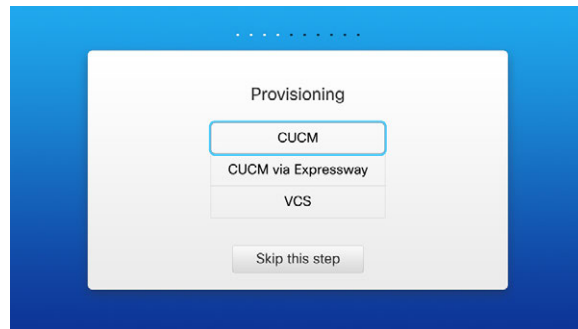 Provisioning
CUCM
CUCM via Expressway
VCS
Skip this step